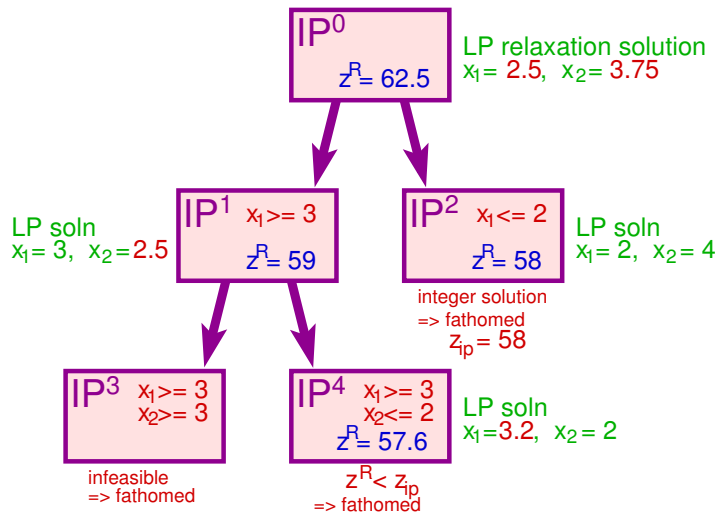 IP⁰
zᴿ = 62.5
LP relaxation solution
x₁= 2.5, x₂= 3.75
IP¹ x₁>= 3
zᴿ = 59
LP soln
x₁= 3, x₂=2.5
IP² x₁<= 2
zᴿ = 58
LP soln
x₁= 2, x₂= 4
integer solution
=> fathomed
z_ip = 58
IP³ x₁>= 3
x₂>= 3
infeasible
=> fathomed
IP⁴ x₁>= 3
x₂<= 2
zᴿ= 57.6
LP soln
x₁=3.2, x₂= 2
zᴿ< z_ip
=> fathomed